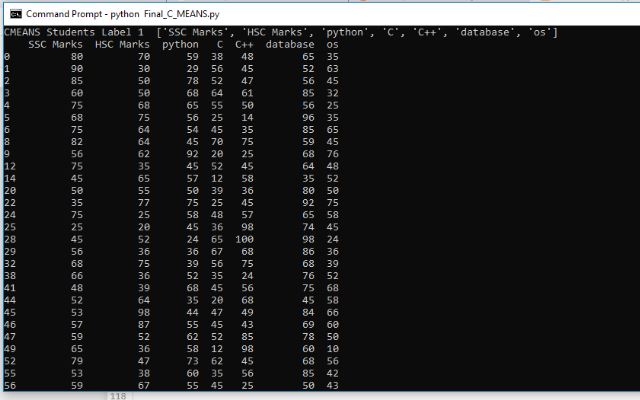 Command Prompt - python Final_C_MEANS.py
CMEANS Students Label 1 ['SSC Marks', 'HSC Marks', 'python', 'C', 'C++', 'database', 'os']
SSC Marks HSC Marks python C C++ database os
0 80 70 59 38 48 65 35
1 90 30 29 56 45 52 63
2 85 50 78 52 47 56 45
3 60 50 68 64 61 85 32
4 75 68 65 55 50 56 25
5 68 75 56 25 14 96 35
6 75 64 54 45 35 85 65
8 82 64 45 70 75 59 45
9 56 62 92 20 25 68 76
12 75 35 45 52 45 64 48
14 45 65 57 12 58 35 52
20 50 55 50 39 36 80 50
22 35 77 75 25 45 92 75
24 75 25 58 48 57 65 58
25 25 20 45 36 98 74 45
28 45 52 24 65 100 98 24
29 56 36 36 67 68 86 36
32 68 75 39 56 75 68 39
38 66 36 52 35 24 76 52
41 48 39 68 45 56 75 68
44 52 64 35 20 68 45 58
45 53 98 44 47 49 84 66
46 57 87 55 45 43 69 60
47 59 52 62 52 85 78 50
49 65 36 58 12 98 60 10
52 79 47 73 62 45 68 56
55 53 38 60 35 56 85 42
56 59 67 55 45 25 50 43
118